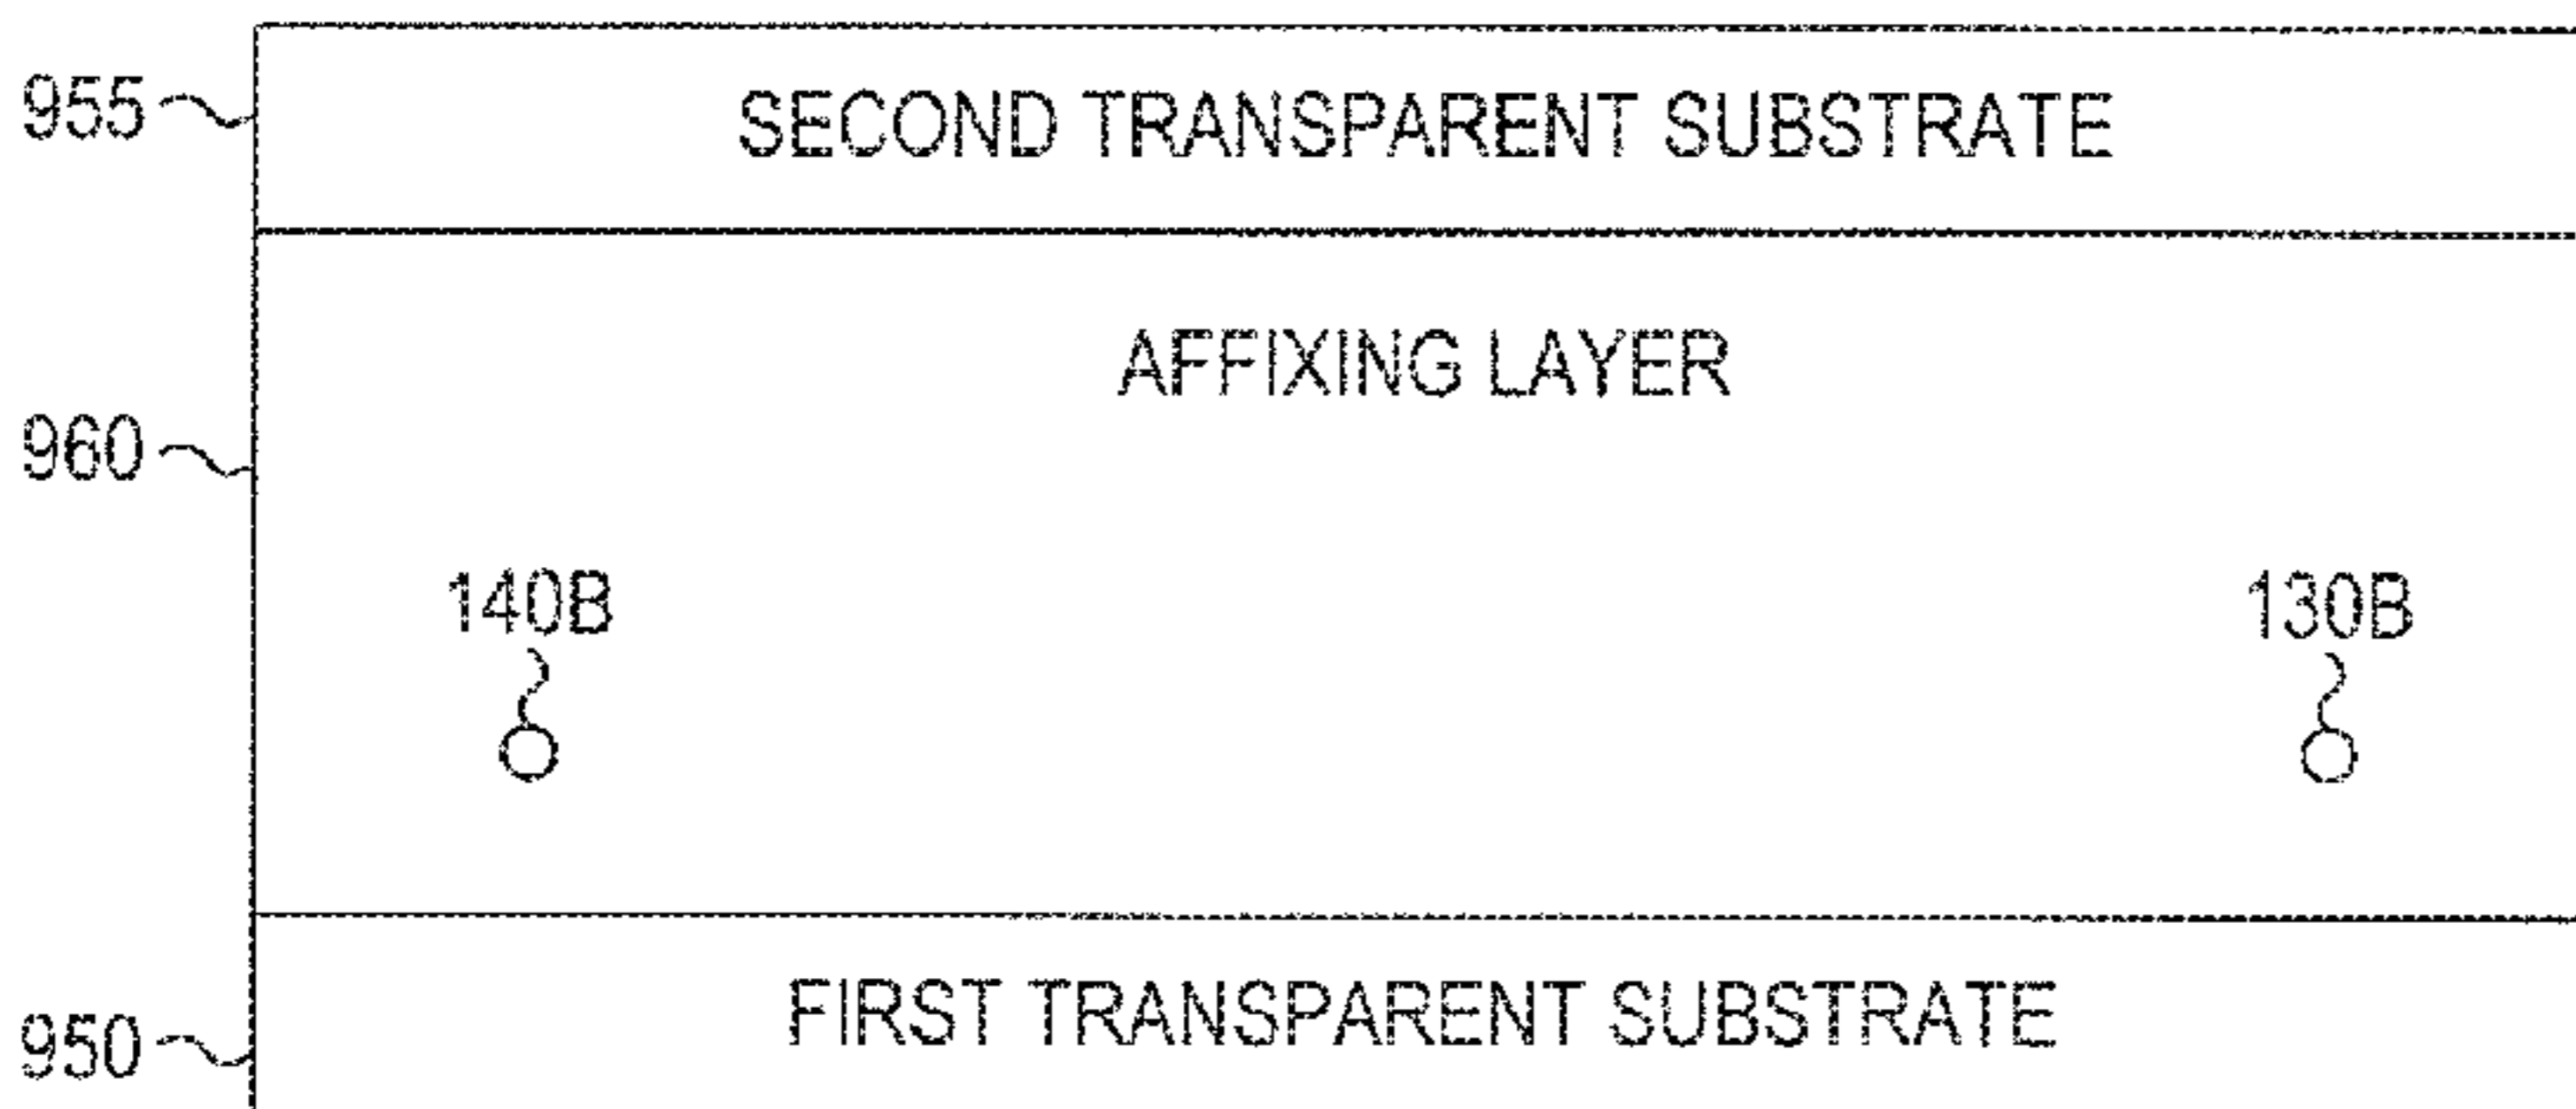 955
SECOND TRANSPARENT SUBSTRATE
AFFIXING LAYER
960
140B
130B
FIRST TRANSPARENT SUBSTRATE
950